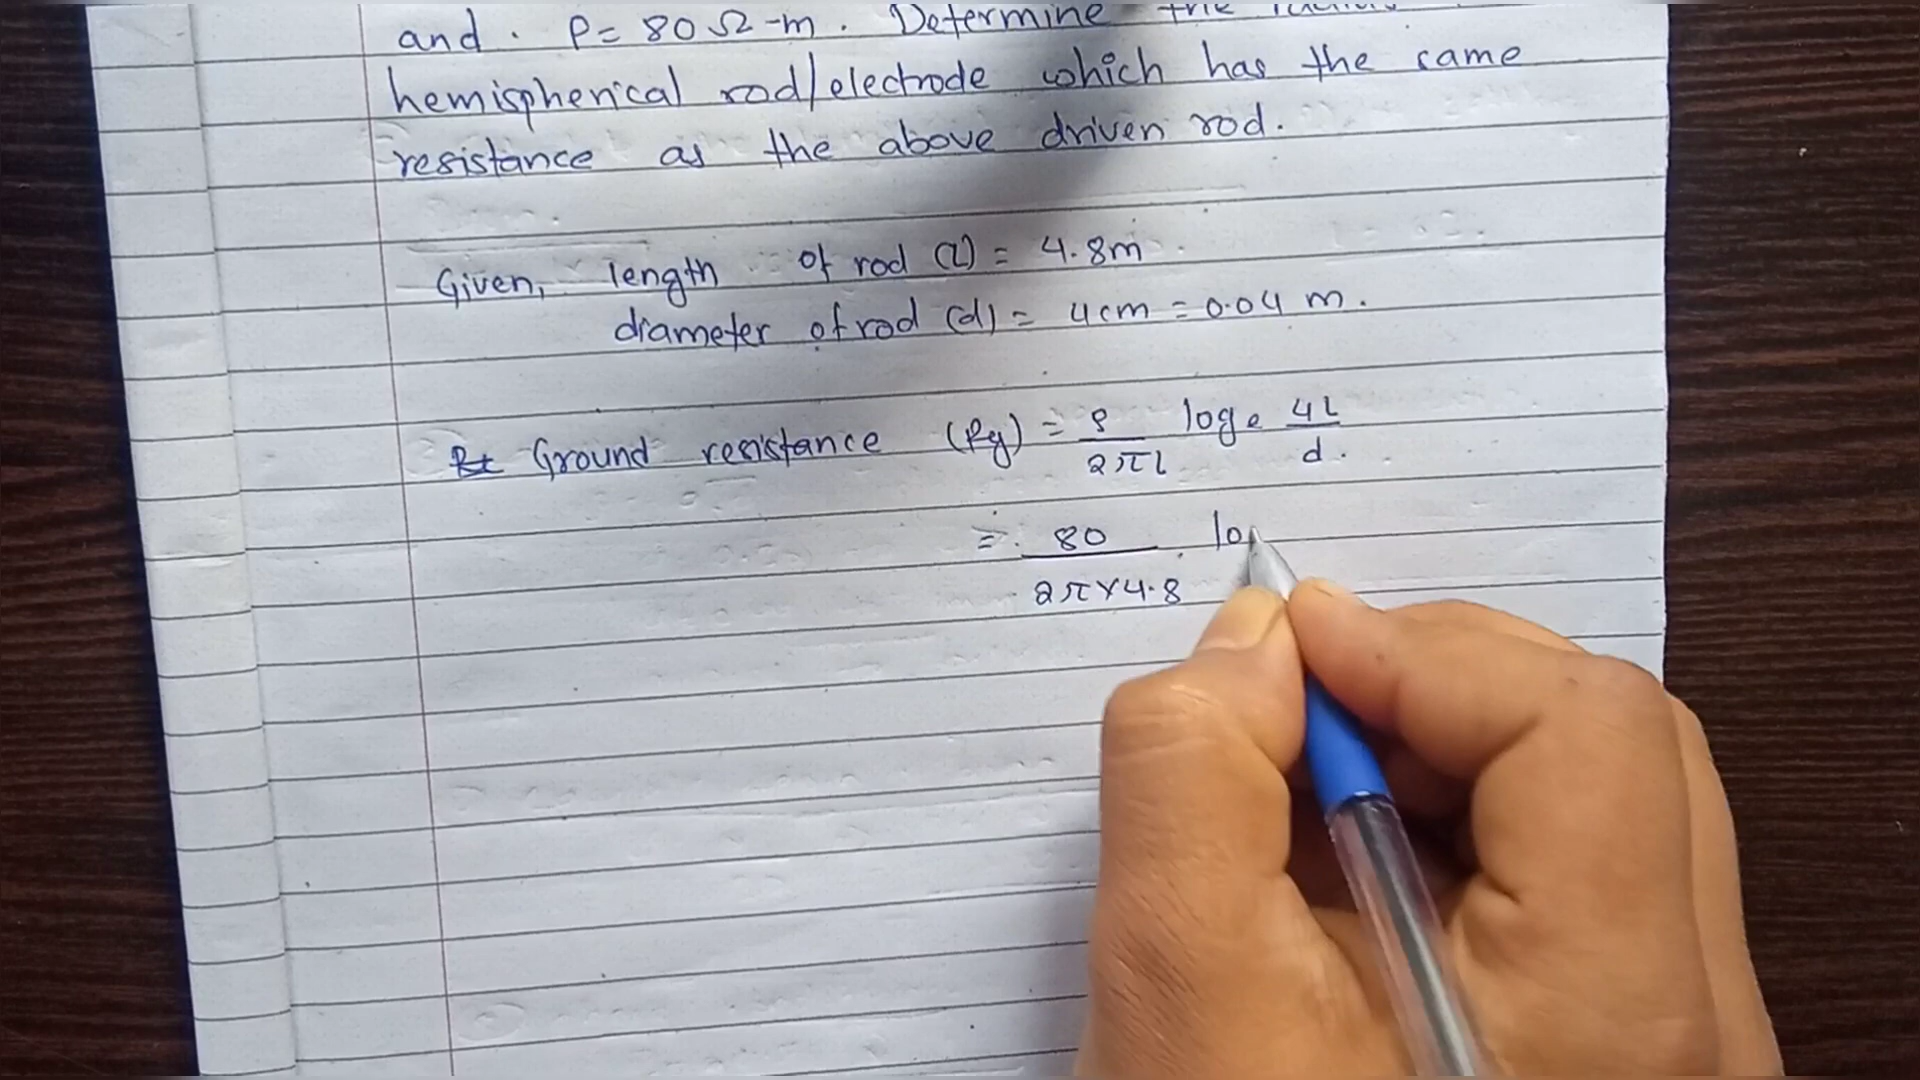 and. ρ= 80Ω-m. Determine the
hemispherical rod/electrode which has the same
resistance as the above driven rod.
Given, length of rod (l) = 4.8m
diameter of rod (d) = 4cm = 0.04 m.
Ground resistance (Rg) = ρ/2πl loge 4l/d.
= 80/2π×4.8 lo